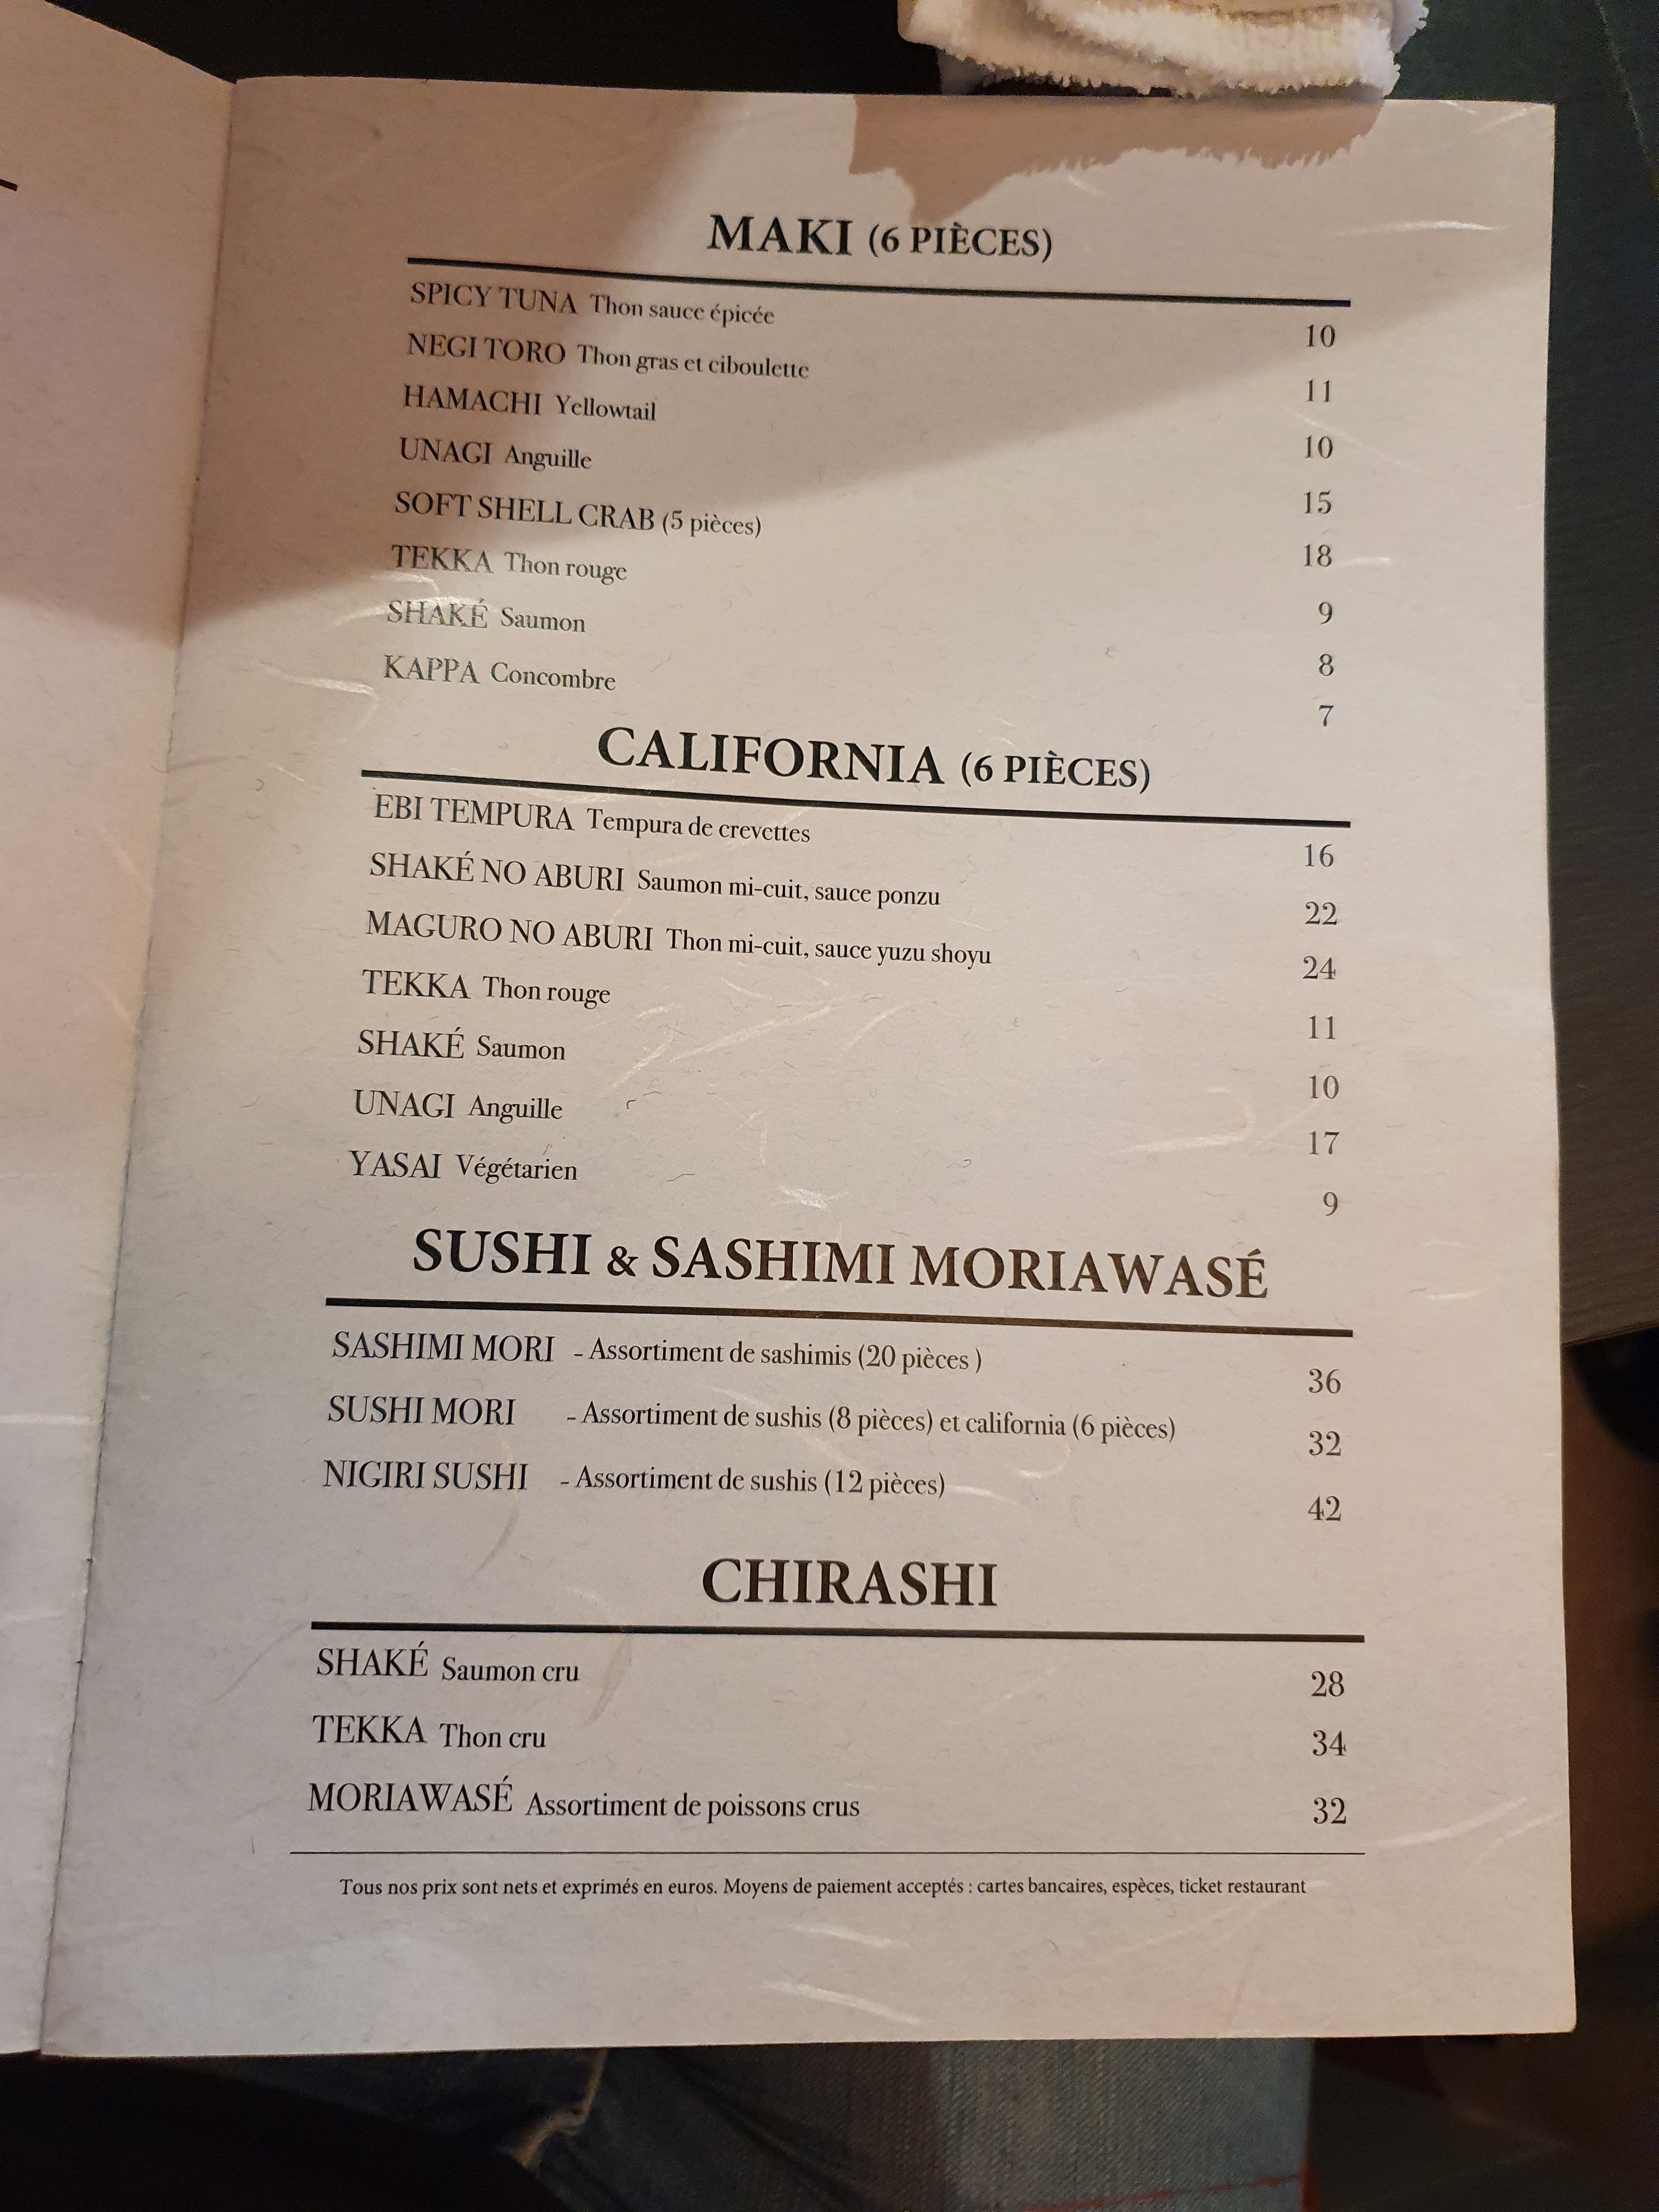 MAKI (6 PIÈCES)
SPICY TUNA Thon sauce épicée 10
NEGI TORO Thon gras et ciboulette 11
HAMACHI Yellowtail 10
UNAGI Anguille 15
SOFT SHELL CRAB (5 pièces) 18
TEKKA Thon rouge 9
SHAKÉ Saumon 8
KAPPA Concombre 7
CALIFORNIA (6 PIÈCES)
EBI TEMPURA Tempura de crevettes 16
SHAKÉ NO ABURI Saumon mi-cuit, sauce ponzu 22
MAGURO NO ABURI Thon mi-cuit, sauce yuzu shoyu 24
TEKKA Thon rouge 11
SHAKÉ Saumon 10
UNAGI Anguille 17
YASAI Végétarien 9
SUSHI & SASHIMI MORIAWASÉ
SASHIMI MORI - Assortiment de sashimis (20 pièces ) 36
SUSHI MORI - Assortiment de sushis (8 pièces) et california (6 pièces) 32
NIGIRI SUSHI - Assortiment de sushis (12 pièces) 42
CHIRASHI
SHAKÉ Saumon cru 28
TEKKA Thon cru 34
MORIAWASÉ Assortiment de poissons crus 32
Tous nos prix sont nets et exprimés en euros. Moyens de paiement acceptés : cartes bancaires, espèces, ticket restaurant